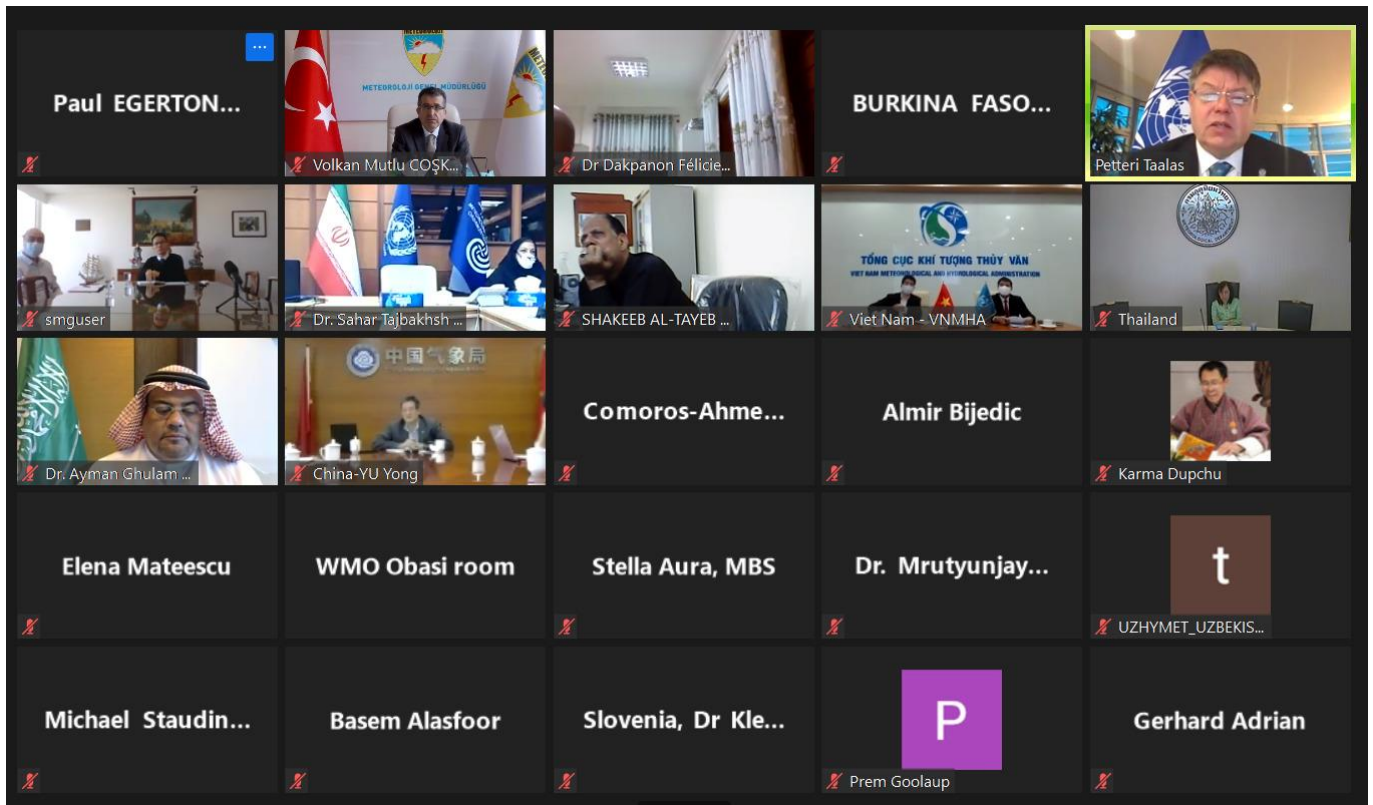 Paul EGERTON...
METEOROLOJİ GENEL MÜDÜRLÜĞÜ
Volkan Mutlu COŞK...
Dr Dakpanon Félicie...
BURKINA FASO...
Petteri Taalas
smguser
Dr. Sahar Tajbakhsh ...
SHAKEEB AL-TAYEB ...
TỔNG CỤC KHÍ TƯỢNG THỦY VĂN
VIET NAM METEOROLOGICAL AND HYDROLOGICAL ADMINISTRATION
Viet Nam - VNMHA
Thailand
Dr. Ayman Ghulam ...
中国气象局
China-YU Yong
Comoros-Ahme...
Almir Bijedic
Karma Dupchu
Elena Mateescu
WMO Obasi room
Stella Aura, MBS
Dr. Mrutyunjay...
t
UZHYMET_UZBEKIS...
Michael Staudin...
Basem Alasfoor
Slovenia, Dr Kle...
P
Prem Goolaup
Gerhard Adrian